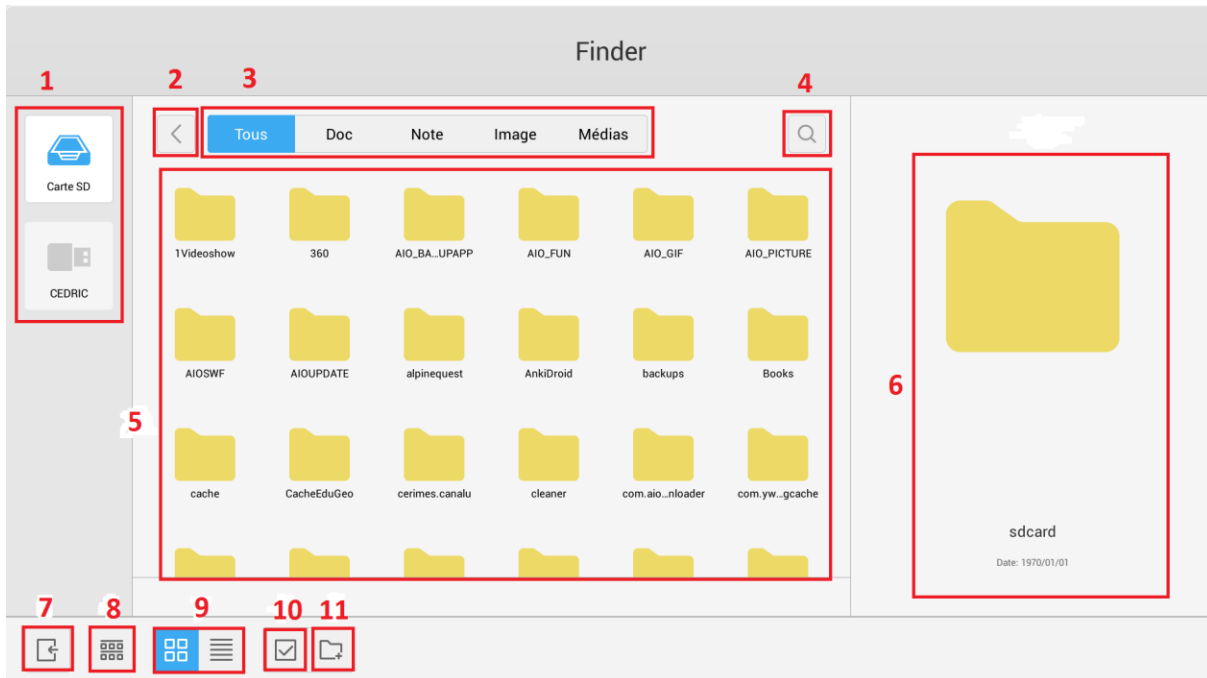 Finder
1
2
3
4
Carte SD
CEDRIC
Tous Doc Note Image Médias
1Videoshow 360 AIO_BA...UPAPP AIO_FUN AIO_GIF AIO_PICTURE
AIOSWF AIOUPDATE alpinequest AnkiDroid backups Books
5
6
cache CacheEduGeo cerimes.canalu cleaner com.aio...nloader com.yw...gcache
sdcard
Date: 1970/01/01
7
8
9
10
11